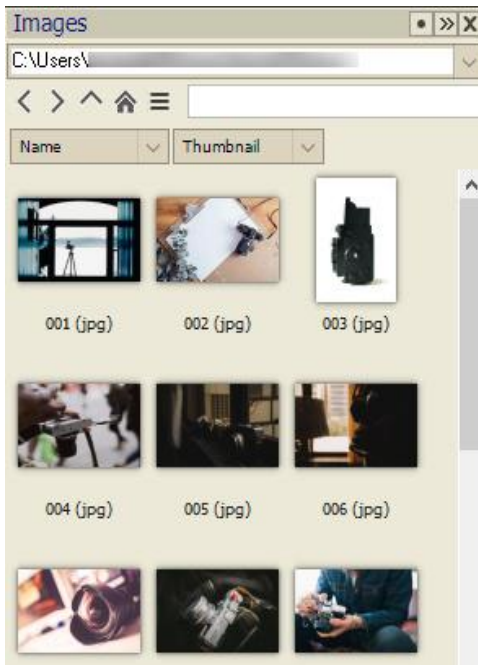 Images
C:\Users\
Name Thumbnail
001 (jpg) 002 (jpg) 003 (jpg)
004 (jpg) 005 (jpg) 006 (jpg)